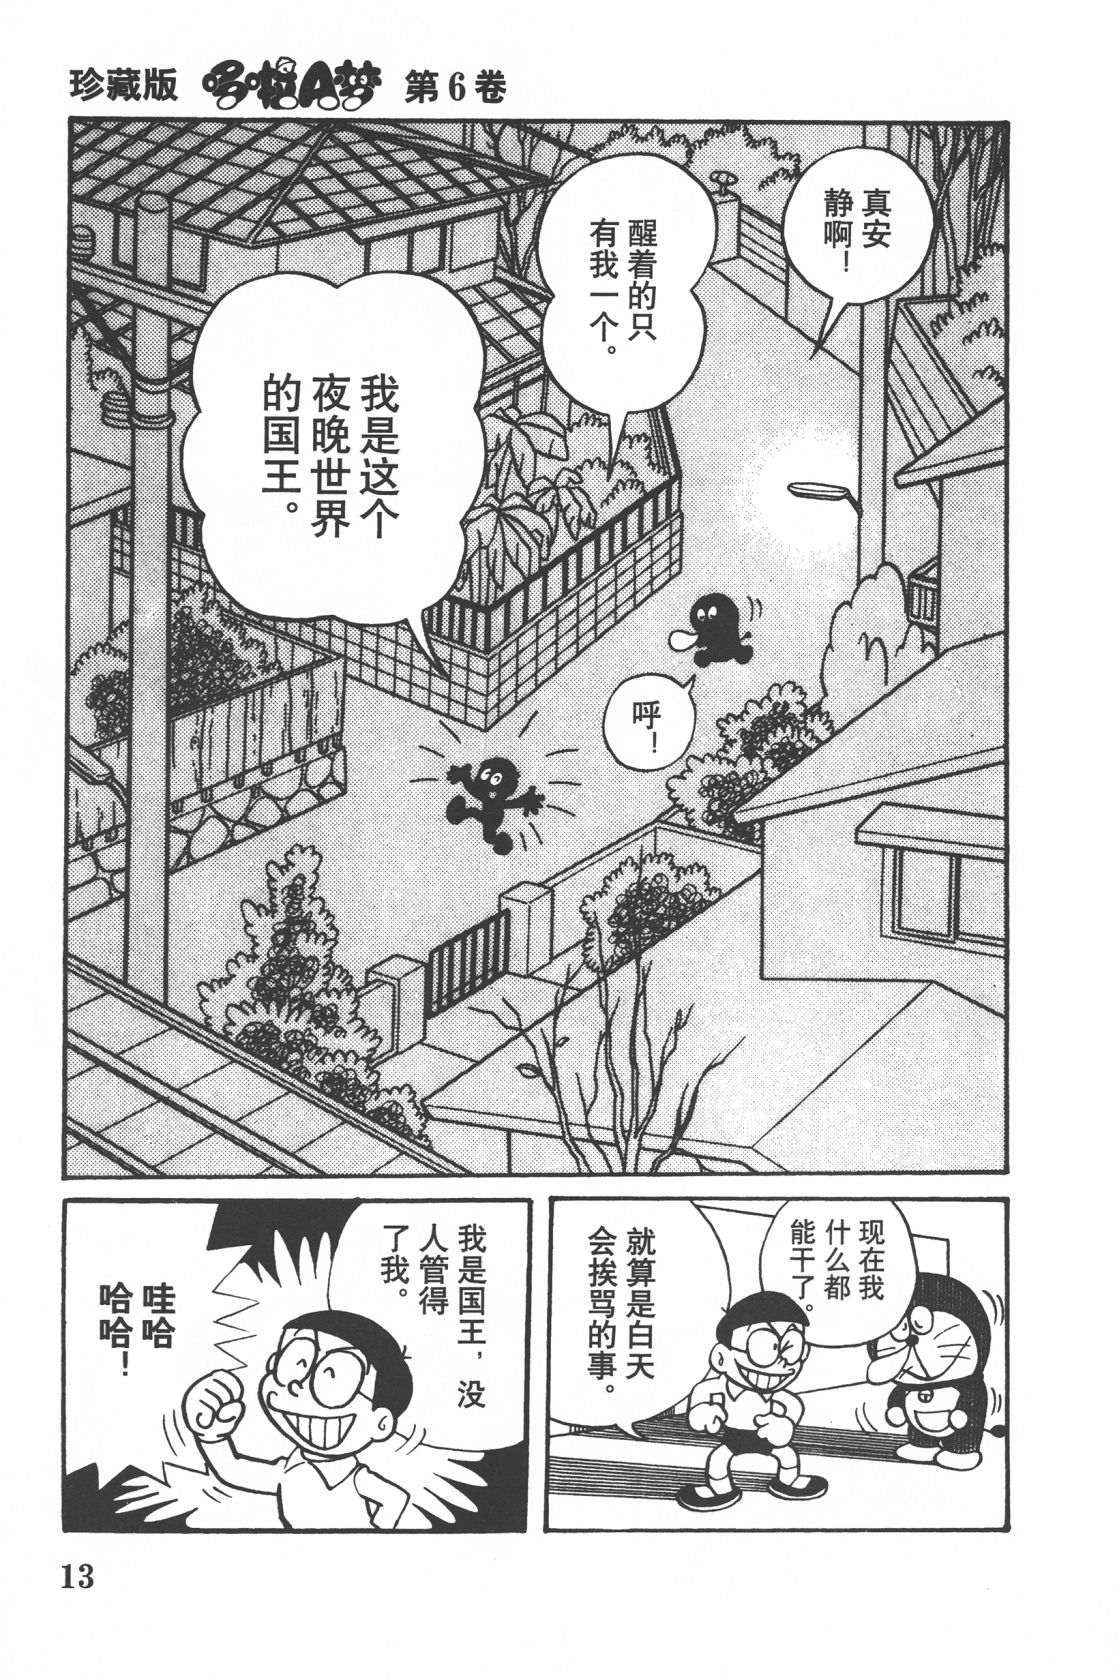 珍藏版 哆啦A梦 第6卷
真安
静啊！
醒着的只
有我一个。
呼！
我是这个
夜晚世界
的国王。
现在我
什么都
能干了。
就算是白天
会挨骂的事。
我是国王，没
人管得
了我。
哇哈
哈哈！
13